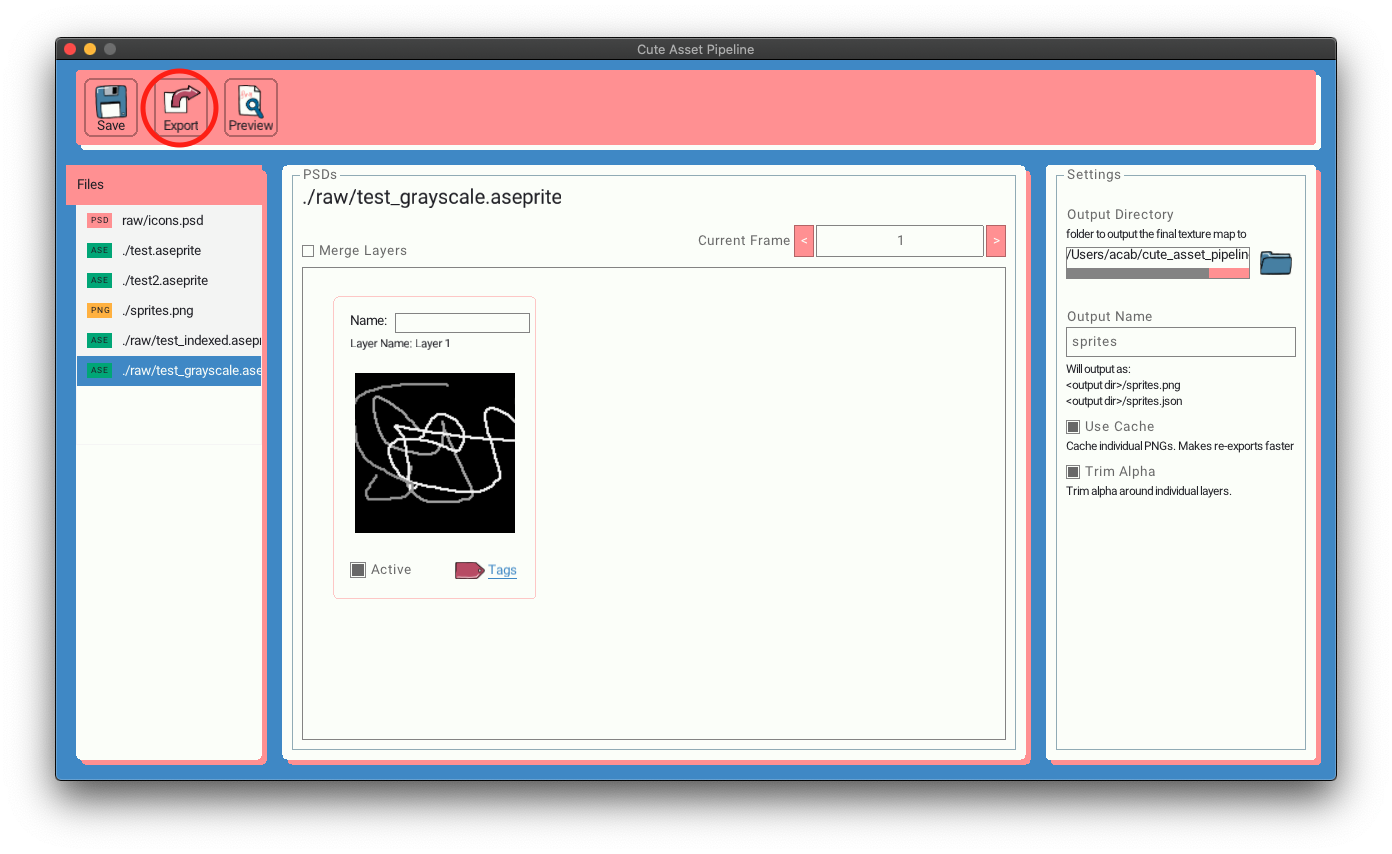 Cute Asset Pipeline
Save
Export
Preview
Files
PSD raw/icons.psd
ASE ./test.aseprite
ASE ./test2.aseprite
PNG ./sprites.png
ASE ./raw/test_indexed.asepr
ASE ./raw/test_grayscale.ase
PSDs
./raw/test_grayscale.aseprite
Merge Layers
Current Frame < 1 >
Name:
Layer Name: Layer 1
Active
Tags
Settings
Output Directory
folder to output the final texture map to
/Users/acab/cute_asset_pipelin
Output Name
sprites
Will output as:
<output dir>/sprites.png
<output dir>/sprites.json
Use Cache
Cache individual PNGs. Makes re-exports faster
Trim Alpha
Trim alpha around individual layers.